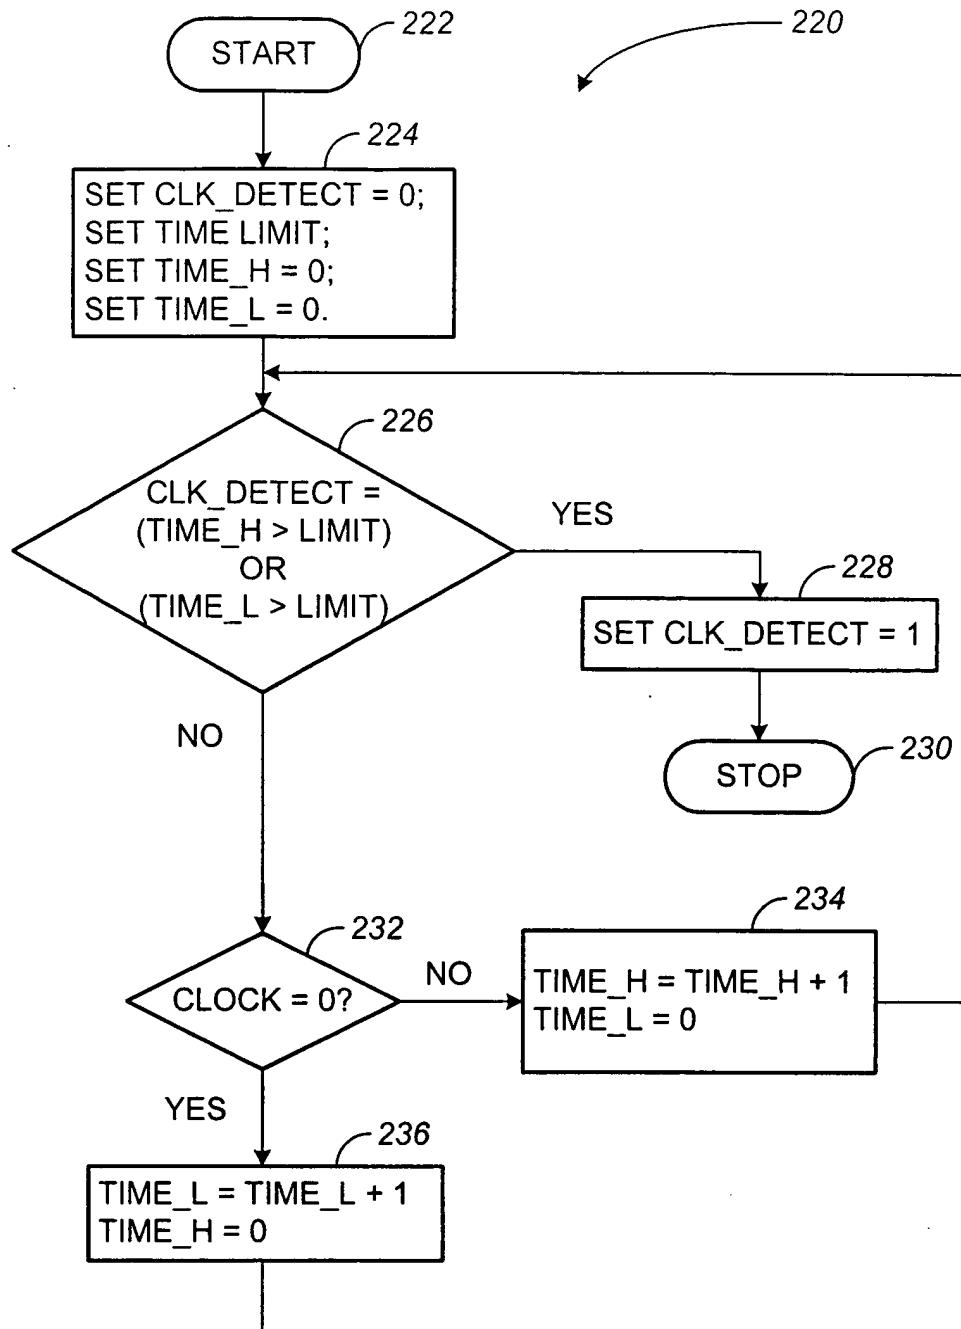 222
START
220
224
SET CLK_DETECT = 0;
SET TIME LIMIT;
SET TIME_H = 0;
SET TIME_L = 0.
226
CLK_DETECT =
(TIME_H > LIMIT)
OR
(TIME_L > LIMIT)
YES
228
SET CLK_DETECT = 1
NO
230
STOP
232
CLOCK = 0?
NO
234
TIME_H = TIME_H + 1
TIME_L = 0
YES
236
TIME_L = TIME_L + 1
TIME_H = 0